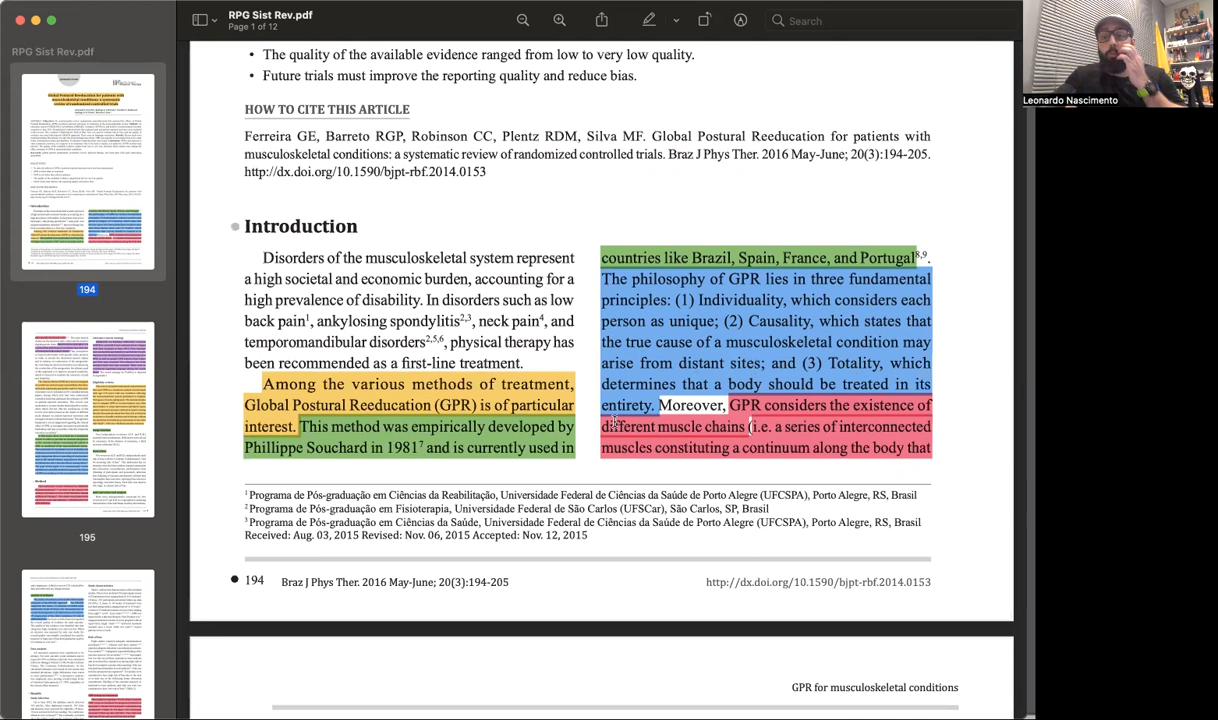 RPG Sist Rev.pdf
Page 1 of 12
Search
RPG Sist Rev.pdf
194
195
Leonardo Nascimento
• The quality of the available evidence ranged from low to very low quality.
• Future trials must improve the reporting quality and reduce bias.
HOW TO CITE THIS ARTICLE
Ferreira GE, Barreto RGP, Robinson CC, Plentz RDM, Silva MF. Global Postural Reeducation for patients with
musculoskeletal conditions: a systematic review of randomized controlled trials. Braz J Phys Ther. 2016 May-June; 20(3):194-205.
http://dx.doi.org/10.1590/bjpt-rbf.2014.0153
Introduction
Disorders of the musculoskeletal system represent
a high societal and economic burden, accounting for a
high prevalence of disability. In disorders such as low
back pain1, ankylosing spondylitis2,3, neck pain4, and
temporomandibular disorders2,5,6, physical therapy has
been regarded as first-line treatment.
Among the various methods of treatment,
Global Postural Reeducation (GPR) is of particular
interest. This method was empirically developed by
Philippe Souchard in 19817 and is currently used in
countries like Brazil, Spain, France, and Portugal8,9.
The philosophy of GPR lies in three fundamental
principles: (1) Individuality, which considers each
person as unique; (2) Causality, which states that
the true cause of a musculoskeletal condition may
arise from distant sites; and (3) Totality, which
determines that a body should be treated in its
entirety. Moreover, GPR considers the existence of
different muscle chains (i.e. a series of interconnected
muscles constituting a chain along the body that
1 Programa de Pós-graduação em Ciências da Reabilitação, Universidade Federal de Ciências da Saúde de Porto Alegre (UFCSPA), Porto Alegre, RS, Brasil
2 Programa de Pós-graduação em Fisioterapia, Universidade Federal de São Carlos (UFSCar), São Carlos, SP, Brasil
3 Programa de Pós-graduação em Ciências da Saúde, Universidade Federal de Ciências da Saúde de Porto Alegre (UFCSPA), Porto Alegre, RS, Brasil
Received: Aug. 03, 2015 Revised: Nov. 06, 2015 Accepted: Nov. 12, 2015
● 194 Braz J Phys Ther. 2016 May-June; 20(3):194-205 http://dx.doi.org/10.1590/bjpt-rbf.2014.0153
GPR for musculoskeletal conditions